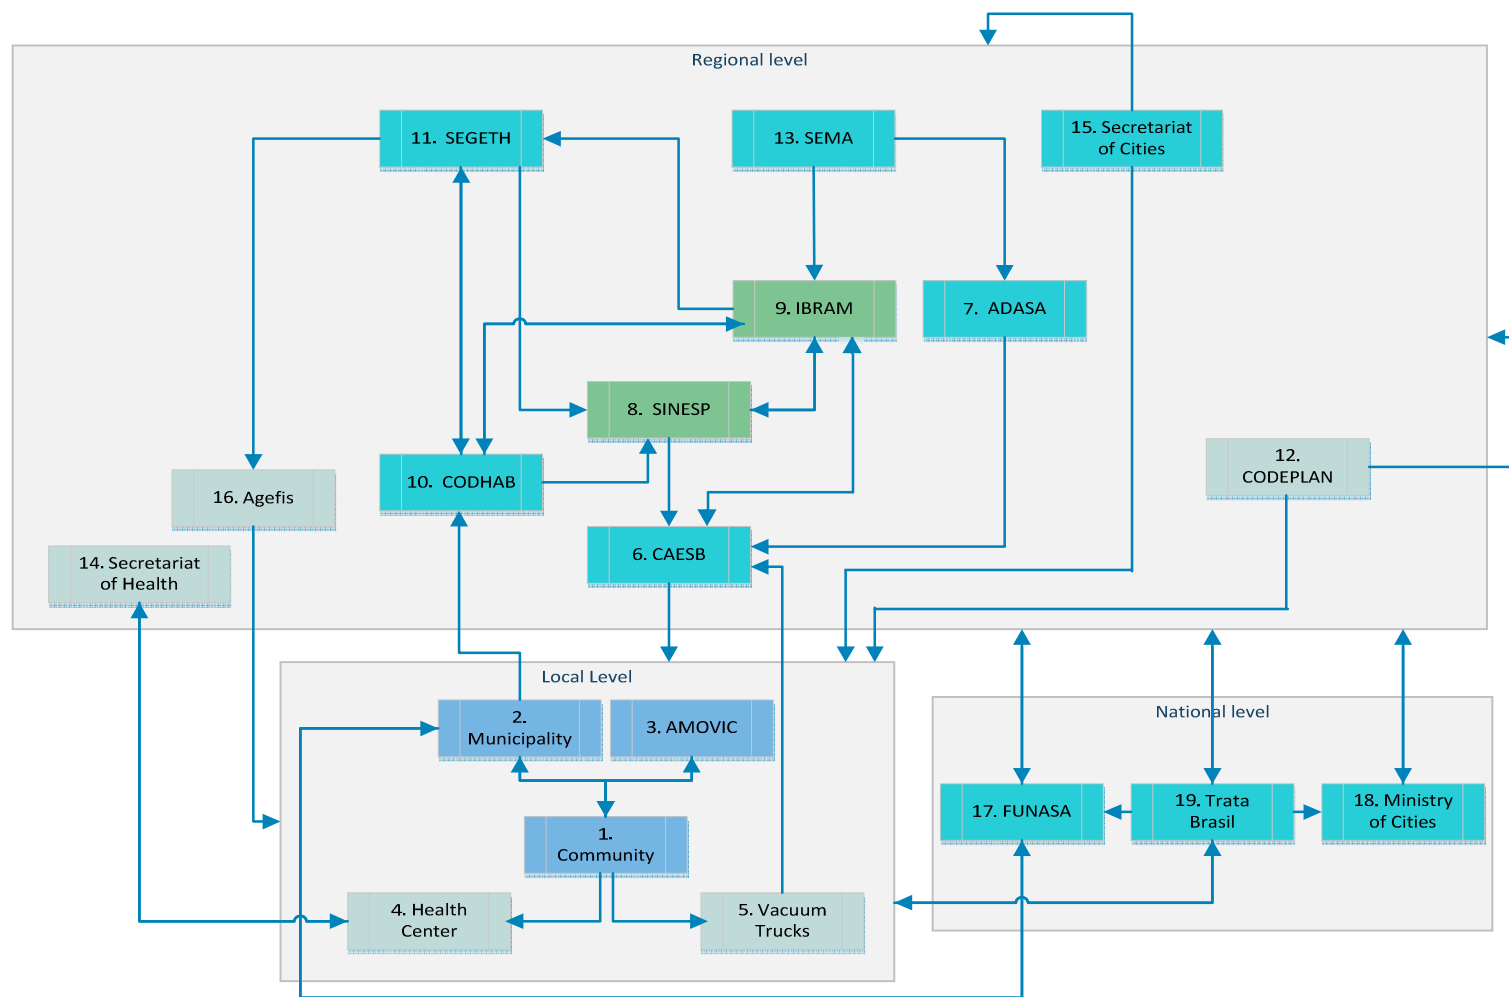 Regional level
11. SEGETH
13. SEMA
15. Secretariat
of Cities
9. IBRAM
7. ADASA
8. SINESP
12.
CODEPLAN
10. CODHAB
16. Agefis
6. CAESB
14. Secretariat
of Health
Local Level
2.
Municipality
3. AMOVIC
1.
Community
4. Health
Center
5. Vacuum
Trucks
National level
17. FUNASA
19. Trata
Brasil
18. Ministry
of Cities